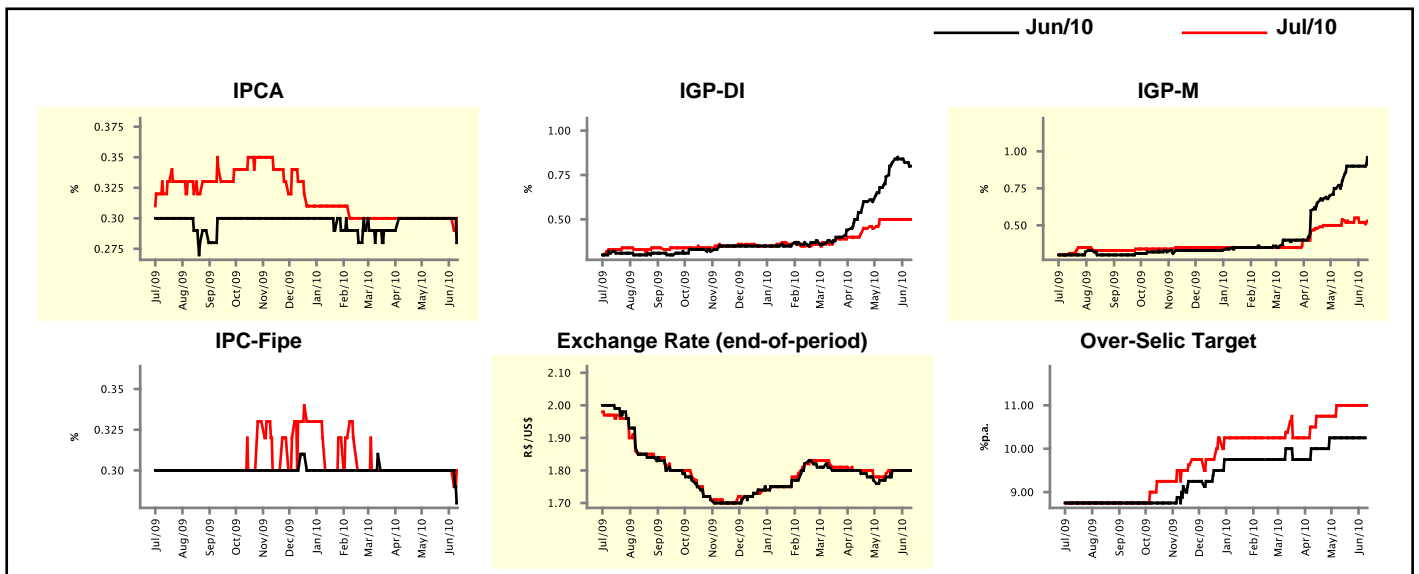 Jun/10 Jul/10
IPCA
%
0.375
0.35
0.325
0.30
0.275
Jul/09 Aug/09 Sep/09 Oct/09 Nov/09 Dec/09 Jan/10 Feb/10 Mar/10 Apr/10 May/10 Jun/10
IGP-DI
%
1.00
0.75
0.50
Jul/09 Aug/09 Sep/09 Oct/09 Nov/09 Dec/09 Jan/10 Feb/10 Mar/10 Apr/10 May/10 Jun/10
IGP-M
%
1.00
0.75
0.50
Jul/09 Aug/09 Sep/09 Oct/09 Nov/09 Dec/09 Jan/10 Feb/10 Mar/10 Apr/10 May/10 Jun/10
IPC-Fipe
%
0.35
0.325
0.30
Jul/09 Aug/09 Sep/09 Oct/09 Nov/09 Dec/09 Jan/10 Feb/10 Mar/10 Apr/10 May/10 Jun/10
Exchange Rate (end-of-period)
R$/US$
2.10
2.00
1.90
1.80
1.70
Jul/09 Aug/09 Sep/09 Oct/09 Nov/09 Dec/09 Jan/10 Feb/10 Mar/10 Apr/10 May/10 Jun/10
Over-Selic Target
%p.a.
11.00
10.00
9.00
Jul/09 Aug/09 Sep/09 Oct/09 Nov/09 Dec/09 Jan/10 Feb/10 Mar/10 Apr/10 May/10 Jun/10